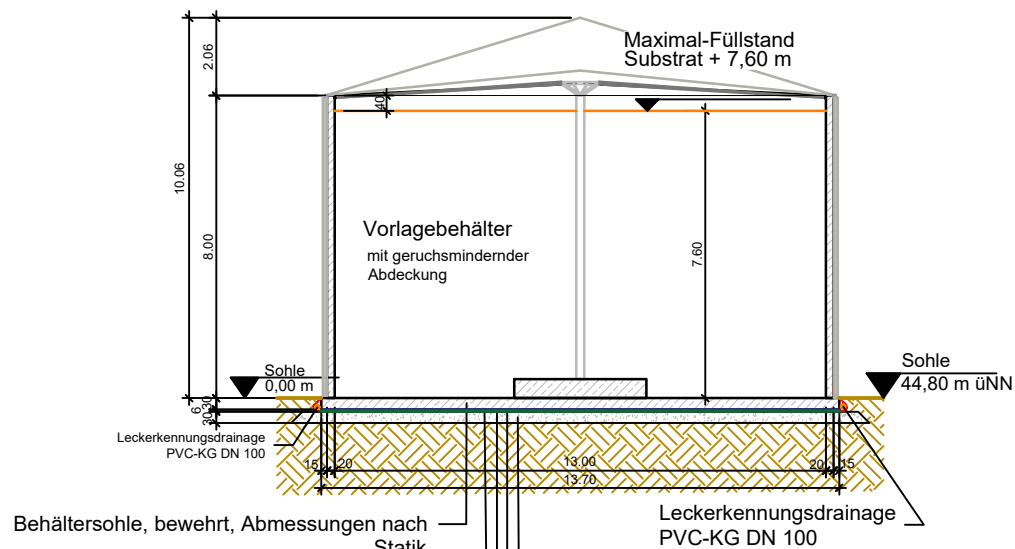 Maximal-Füllstand
Substrat + 7,60 m
2.06
40
10.06
8.00
7.60
Vorlagebehälter
mit geruchsmindernder
Abdeckung
Sohle
0,00 m
Sohle
44,80 m üNN
6
30
30
Leckerkennungsdrainage
PVC-KG DN 100
15
20
13.00
20
15
13.70
Behältersohle, bewehrt, Abmessungen nach
Statik
Leckerkennungsdrainage
PVC-KG DN 100